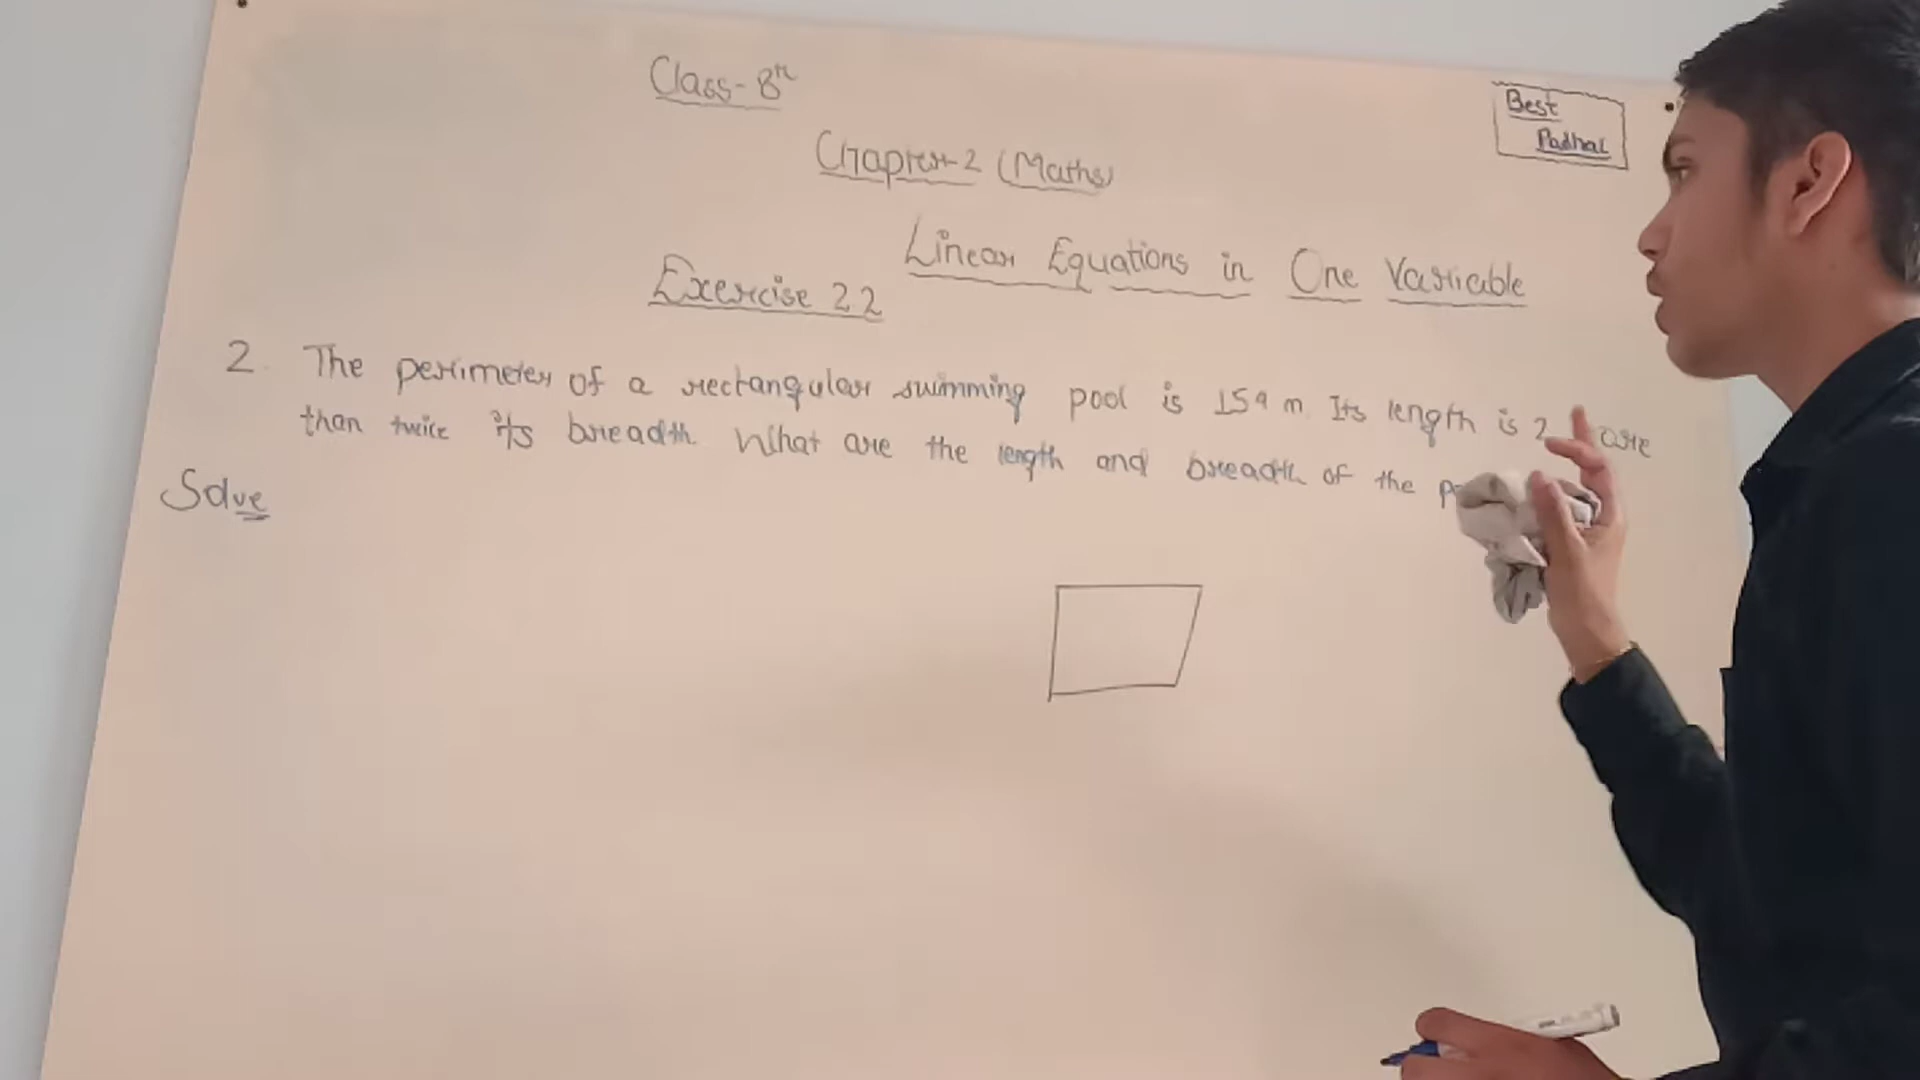 Class-8th
Best
Padhai
Chapter-2 (Maths)
Linear Equations in One Variable
Exercise 2.2
2. The perimeter of a rectangular swimming pool is 154 m. Its length is 2
than twice its breadth. What are the length and breadth of the
Solve